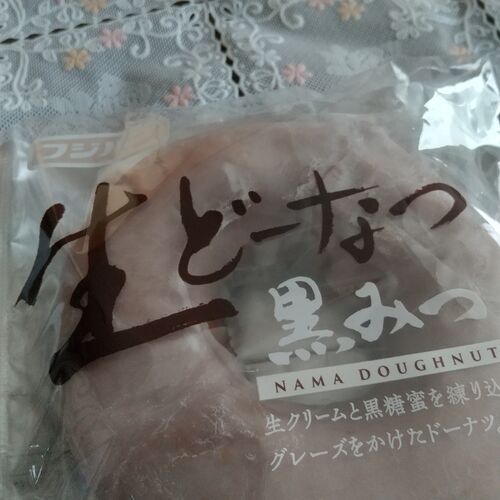 フジパン
生どーなつ
黒みつ
NAMA DOUGHNUT
生クリームと黒糖蜜を練り込
グレーズをかけたドーナツ。